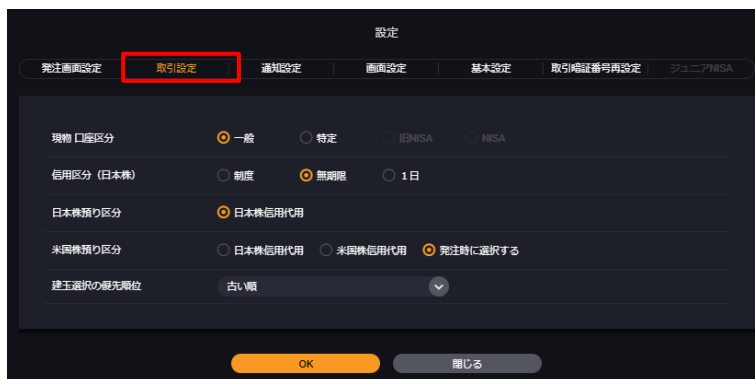 設定
発注画面設定 取引設定 通知設定 画面設定 基本設定 取引暗証番号再設定 ジュニアNISA
現物 口座区分 一般 特定 旧NISA NISA
信用区分（日本株） 制度 無期限 1日
日本株預り区分 日本株信用代用
米国株預り区分 日本株信用代用 米国株信用代用 発注時に選択する
建玉選択の優先順位 古い順
OK 閉じる